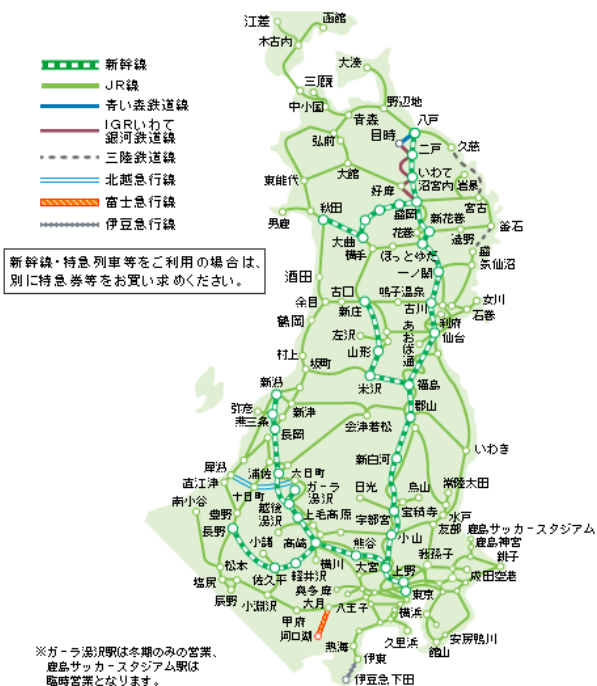 江差
函館
木古内
大湊
三厩
中小国
野辺地
青森
八戸
目時
弘前
二戸
久慈
大館
いわて
沼宮内
岩泉
東能代
好摩
盛岡
宮古
秋田
男鹿
新花巻
釜石
花巻
遠野
大曲
横手
ほっとゆだ
盛
一ノ関
気仙沼
新幹線
JR線
青い森鉄道線
IGRいわて
銀河鉄道線
三陸鉄道線
北越急行線
富士急行線
伊豆急行線
新幹線・特急列車等をご利用の場合は、
別に特急券等をお買い求めください。
酒田
古口
鳴子温泉
女川
余目
新庄
古川
石巻
鶴岡
利府
左沢
あおば通
仙台
山形
村上
坂町
米沢
福島
新潟
弥彦
新津
郡山
燕三条
会津若松
長岡
いわき
新白河
犀潟
浦佐
六日町
直江津
ガーラ
湯沢
日光
烏山
常陸太田
南小谷
十日町
越後
湯沢
宝積寺
豊野
上毛高原
宇都宮
水戸
長野
友部
鹿島サッカースタジアム
小諸
高崎
熊谷
小山
鹿島神宮
我孫子
銚子
松本
横川
大宮
上野
成田空港
佐久平
軽井沢
塩尻
奥多摩
東京
辰野
小淵沢
大月
八王子
横浜
甲府
河口湖
久里浜
安房鴨川
熱海
館山
伊東
伊豆急下田
※ガーラ湯沢駅は冬期のみの営業、
鹿島サッカースタジアム駅は
臨時営業となります。